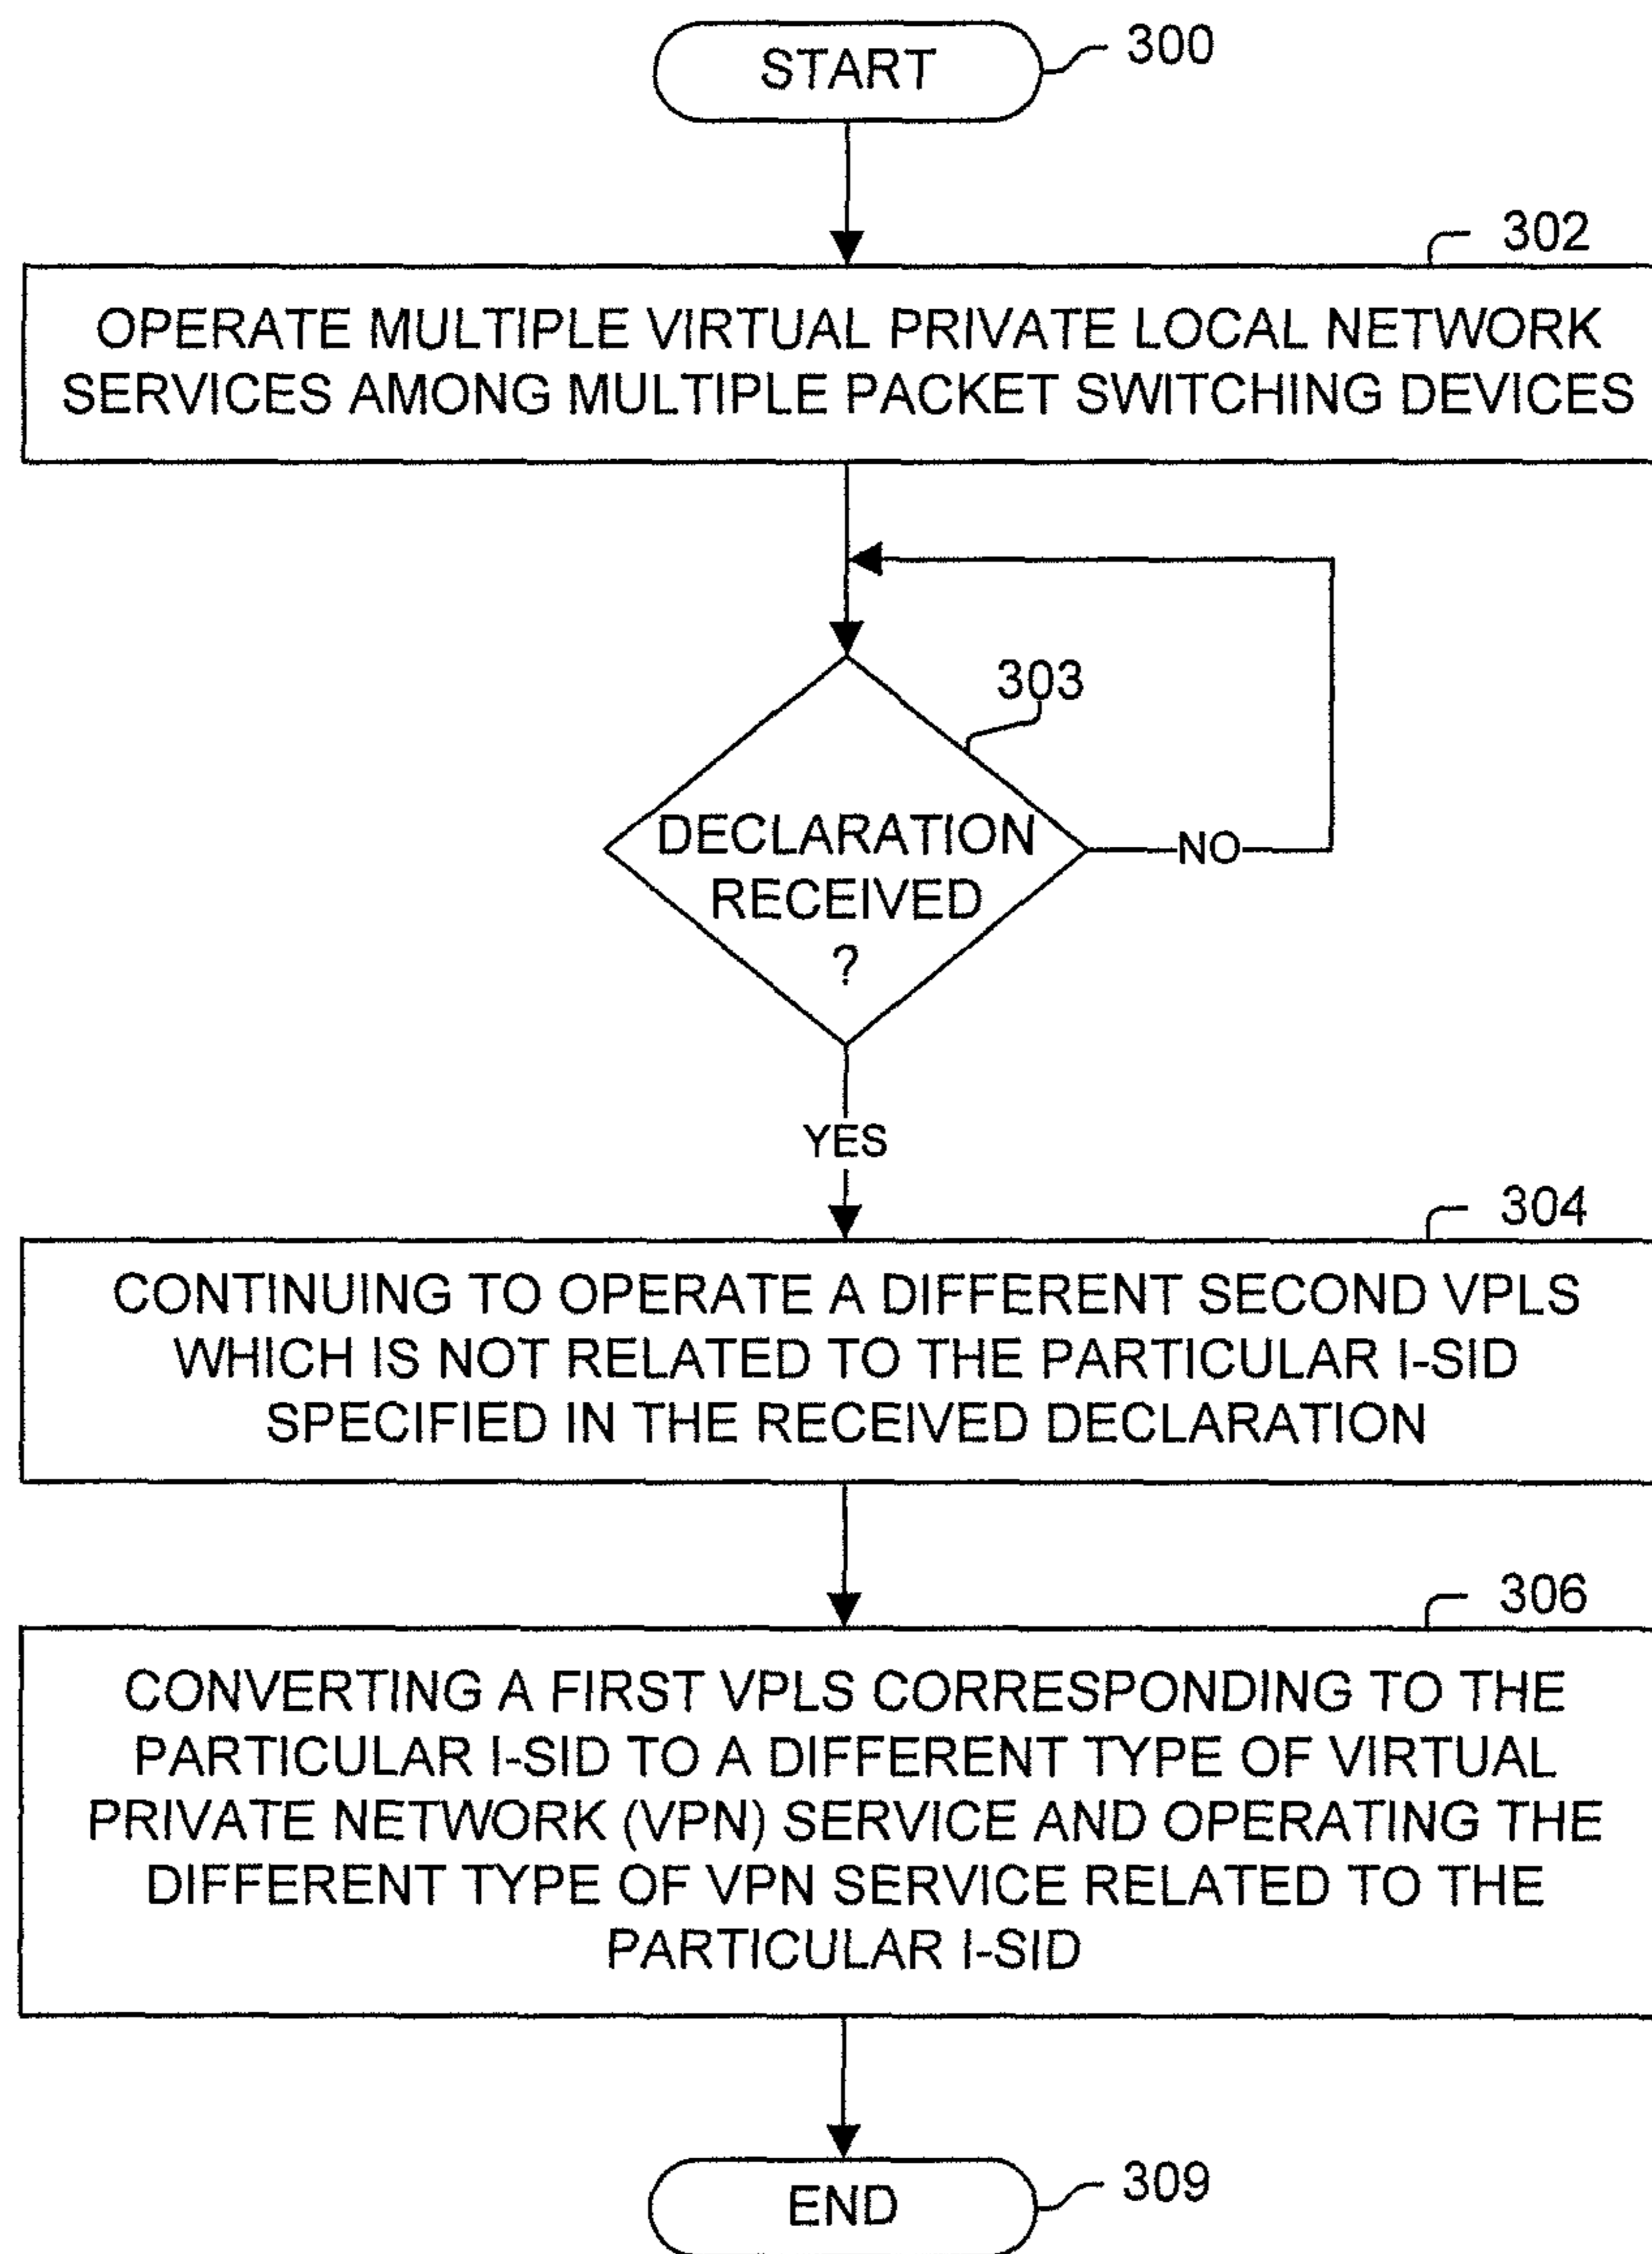 START
300
302
OPERATE MULTIPLE VIRTUAL PRIVATE LOCAL NETWORK
SERVICES AMONG MULTIPLE PACKET SWITCHING DEVICES
303
DECLARATION
RECEIVED
?
NO
YES
304
CONTINUING TO OPERATE A DIFFERENT SECOND VPLS
WHICH IS NOT RELATED TO THE PARTICULAR I-SID
SPECIFIED IN THE RECEIVED DECLARATION
306
CONVERTING A FIRST VPLS CORRESPONDING TO THE
PARTICULAR I-SID TO A DIFFERENT TYPE OF VIRTUAL
PRIVATE NETWORK (VPN) SERVICE AND OPERATING THE
DIFFERENT TYPE OF VPN SERVICE RELATED TO THE
PARTICULAR I-SID
END
309